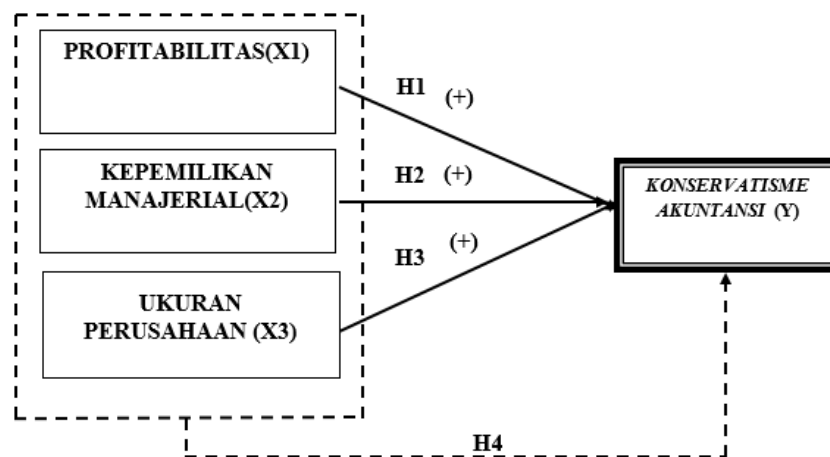 PROFITABILITAS(X1)
H1 (+)
KEPEMILIKAN
MANAJERIAL(X2)
H2 (+)
KONSERVATISME
AKUNTANSI (Y)
H3 (+)
UKURAN
PERUSAHAAN (X3)
H4